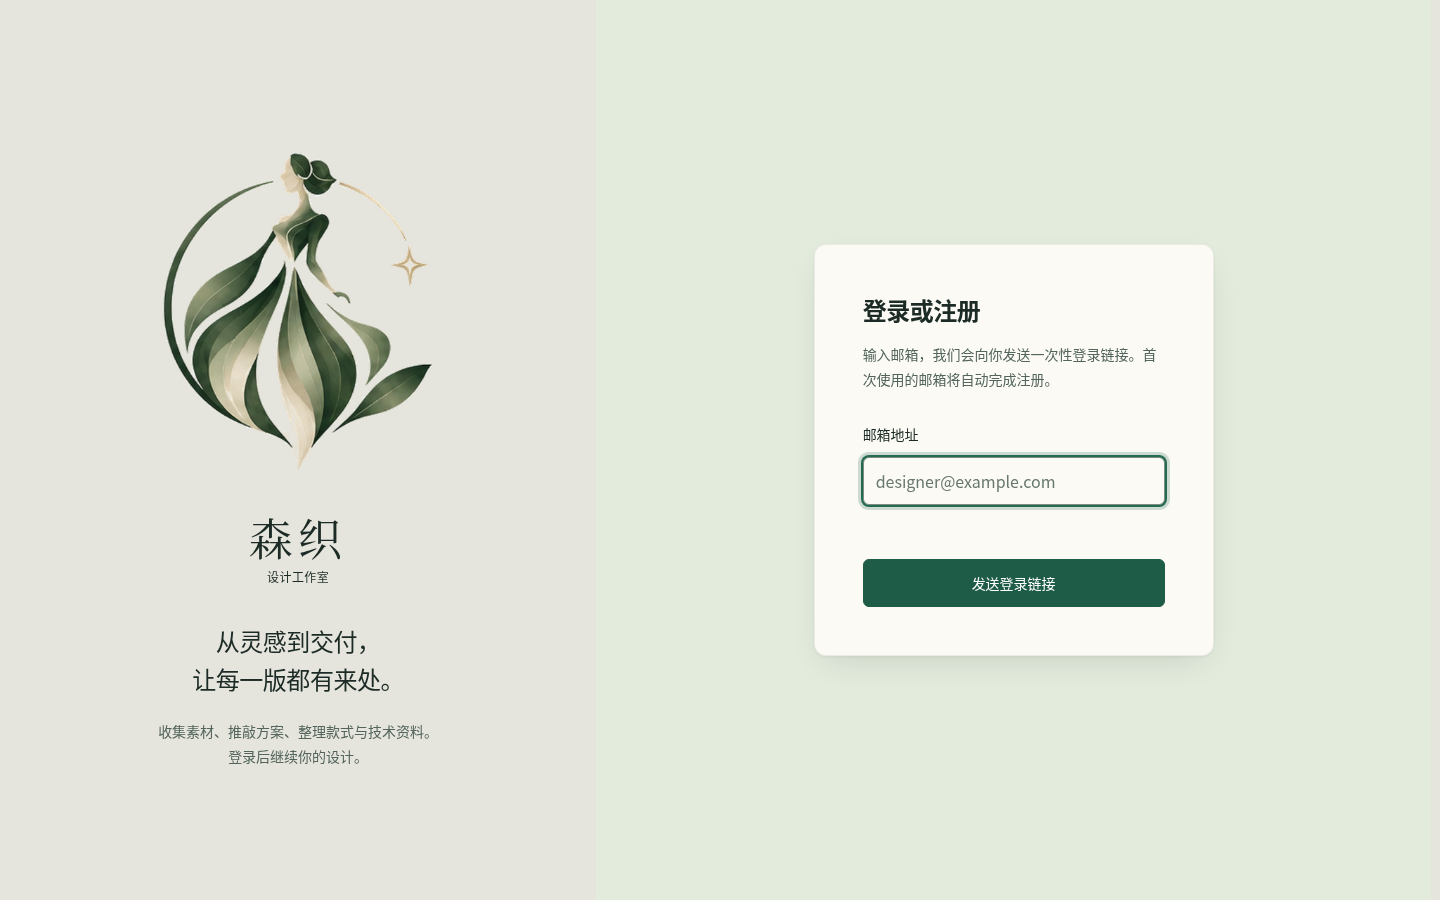 森织
设计工作室
从灵感到交付，
让每一版都有来处。
收集素材、推敲方案、整理款式与技术资料。
登录后继续你的设计。
登录或注册
输入邮箱，我们会向你发送一次性登录链接。首
次使用的邮箱将自动完成注册。
邮箱地址
designer@example.com
发送登录链接